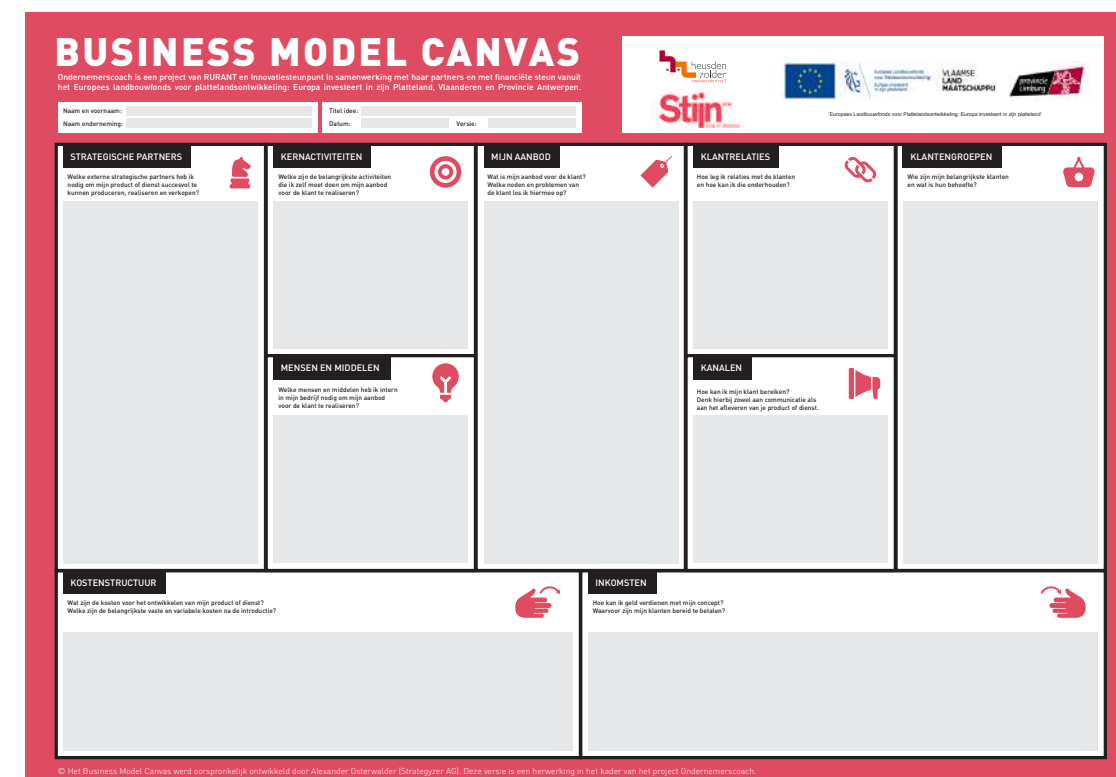 BUSINESS MODEL CANVAS
Ondernemerscoach is een project van RURANT en Innovatiesteunpunt in samenwerking met haar partners en met financiële steun vanuit
het Europees landbouwfonds voor plattelandsontwikkeling: Europa investeert in zijn Platteland, Vlaanderen en Provincie Antwerpen.
Naam en voornaam:
Naam onderneming:
Titel idee:
Datum: Versie:
heusden
zolder
Stijn vzw
VLAAMSE
LAND
MAATSCHAPPIJ
provincie
Limburg
'Europees Landbouwfonds voor Plattelandsontwikkeling: Europa investeert in zijn platteland'
STRATEGISCHE PARTNERS
Welke externe strategische partners heb ik
nodig om mijn product of dienst succesvol te
kunnen produceren, realiseren en verkopen?
KERNACTIVITEITEN
Welke zijn de belangrijkste activiteiten
die ik zelf moet doen om mijn aanbod
voor de klant te realiseren?
MENSEN EN MIDDELEN
Welke mensen en middelen heb ik intern
in mijn bedrijf nodig om mijn aanbod
voor de klant te realiseren?
MIJN AANBOD
Wat is mijn aanbod voor de klant?
Welke noden en problemen van
de klant los ik hiermee op?
KLANTRELATIES
Hoe leg ik relaties met de klanten
en hoe kan ik die onderhouden?
KANALEN
Hoe kan ik mijn klant bereiken?
Denk hierbij zowel aan communicatie als
aan het afleveren van je product of dienst.
KLANTENGROEPEN
Wie zijn mijn belangrijkste klanten
en wat is hun behoefte?
KOSTENSTRUCTUUR
Wat zijn de kosten voor het ontwikkelen van mijn product of dienst?
Welke zijn de belangrijkste vaste en variabele kosten na de introductie?
INKOMSTEN
Hoe kan ik geld verdienen met mijn concept?
Waarvoor zijn mijn klanten bereid te betalen?
© Het Business Model Canvas werd oorspronkelijk ontwikkeld door Alexander Osterwalder (Strategyzer AG). Deze versie is een herwerking in het kader van het project Ondernemerscoach.